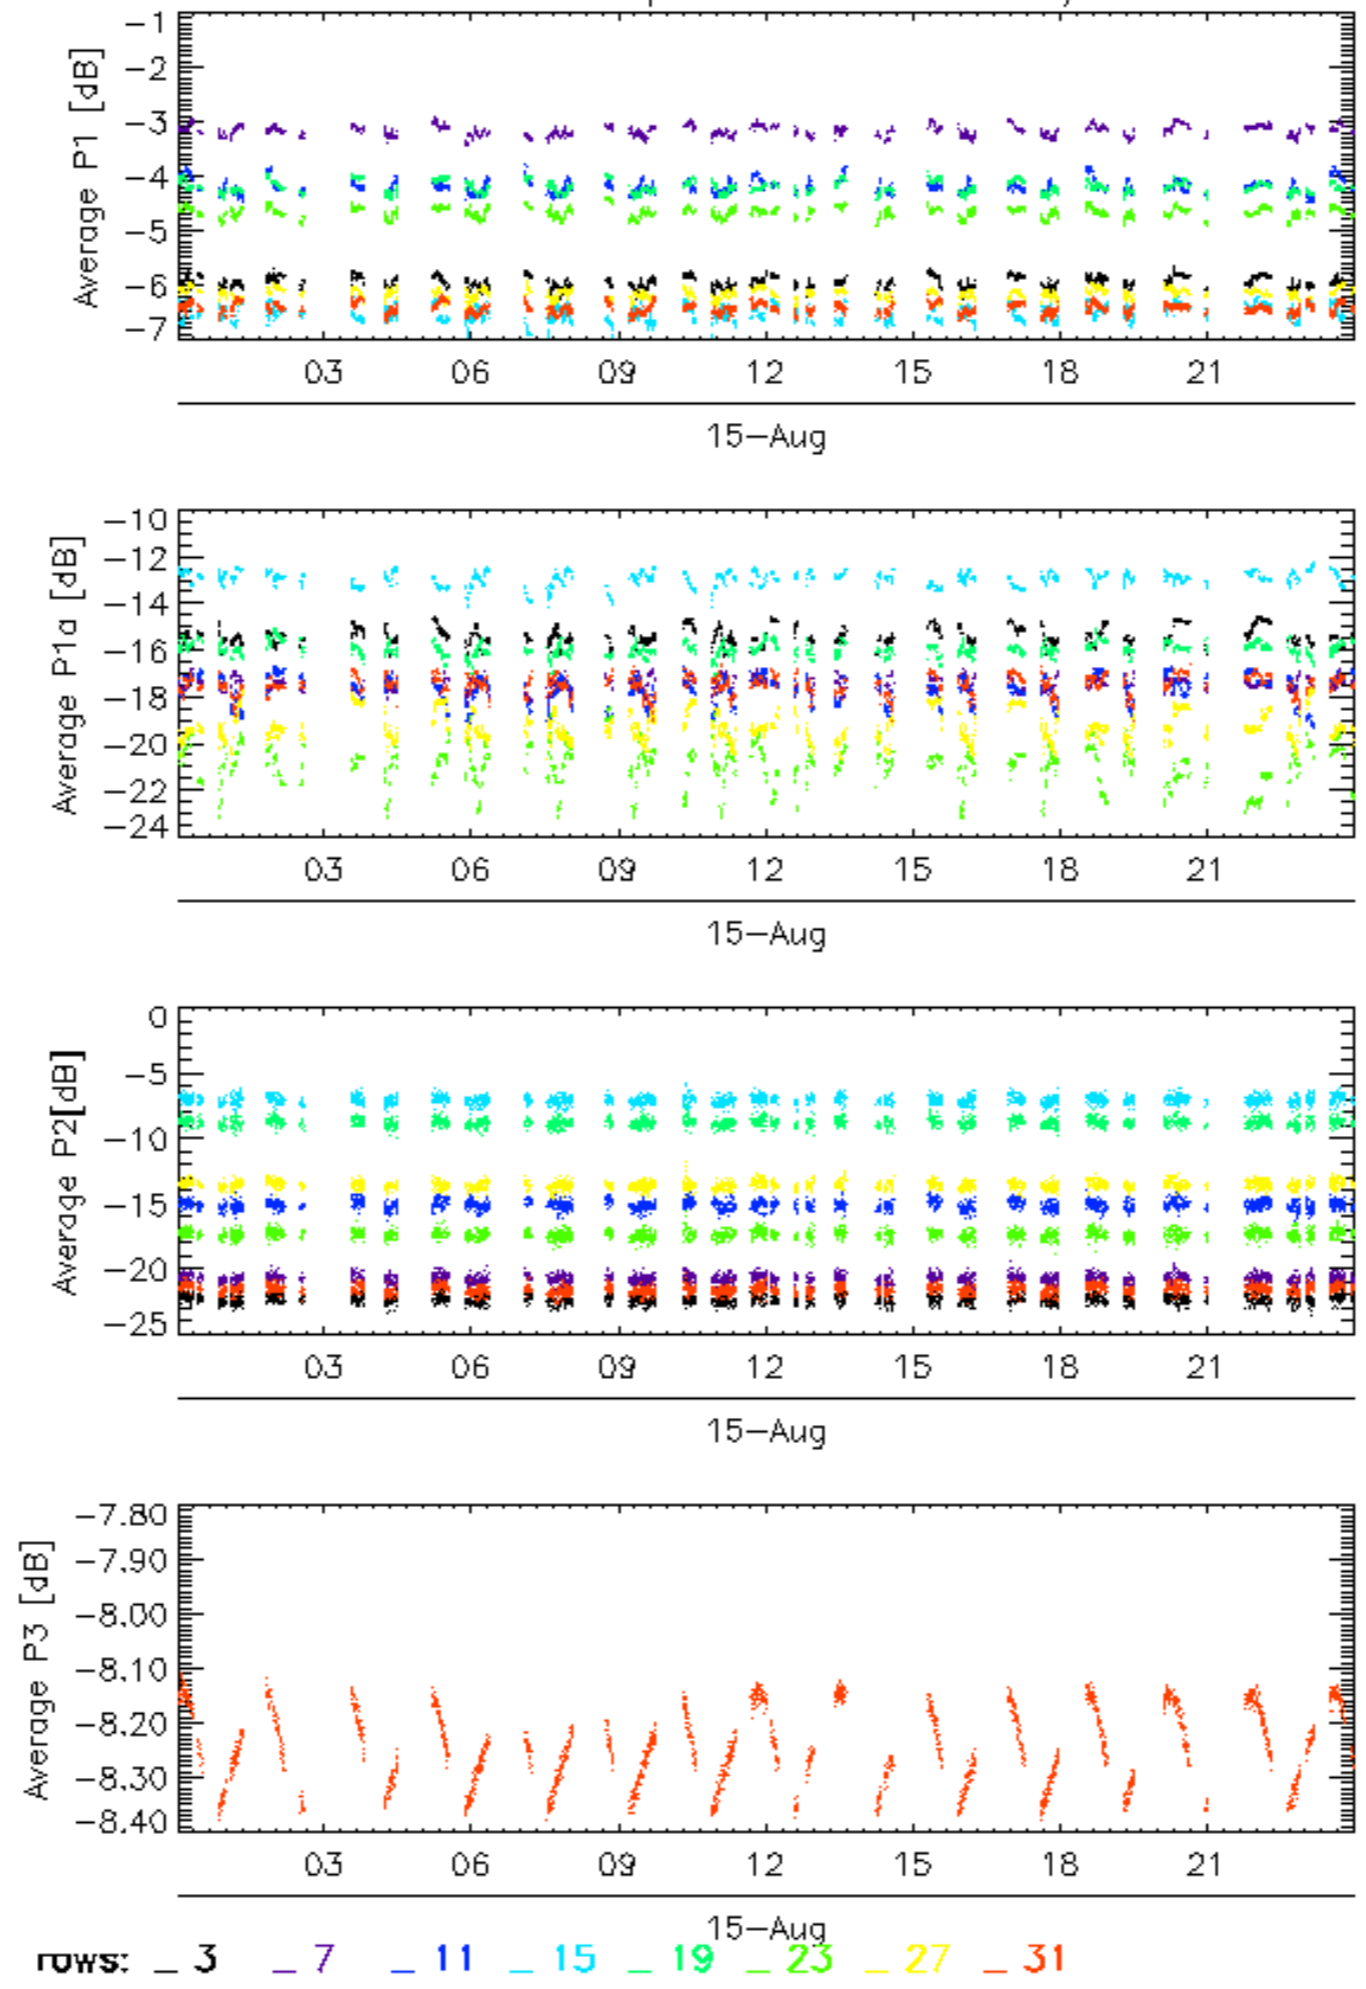 Average P1 [dB]
-1
-2
-3
-4
-5
-6
-7
03 06 09 12 15 18 21
15-Aug
Average P1a [dB]
-10
-12
-14
-16
-18
-20
-22
-24
03 06 09 12 15 18 21
15-Aug
Average P2[dB]
0
-5
-10
-15
-20
-25
03 06 09 12 15 18 21
15-Aug
Average P3 [dB]
-7.80
-7.90
-8.00
-8.10
-8.20
-8.30
-8.40
03 06 09 12 15 18 21
15-Aug
rows: _ 3 _ 7 _ 11 _ 15 _ 19 _ 23 _ 27 _ 31